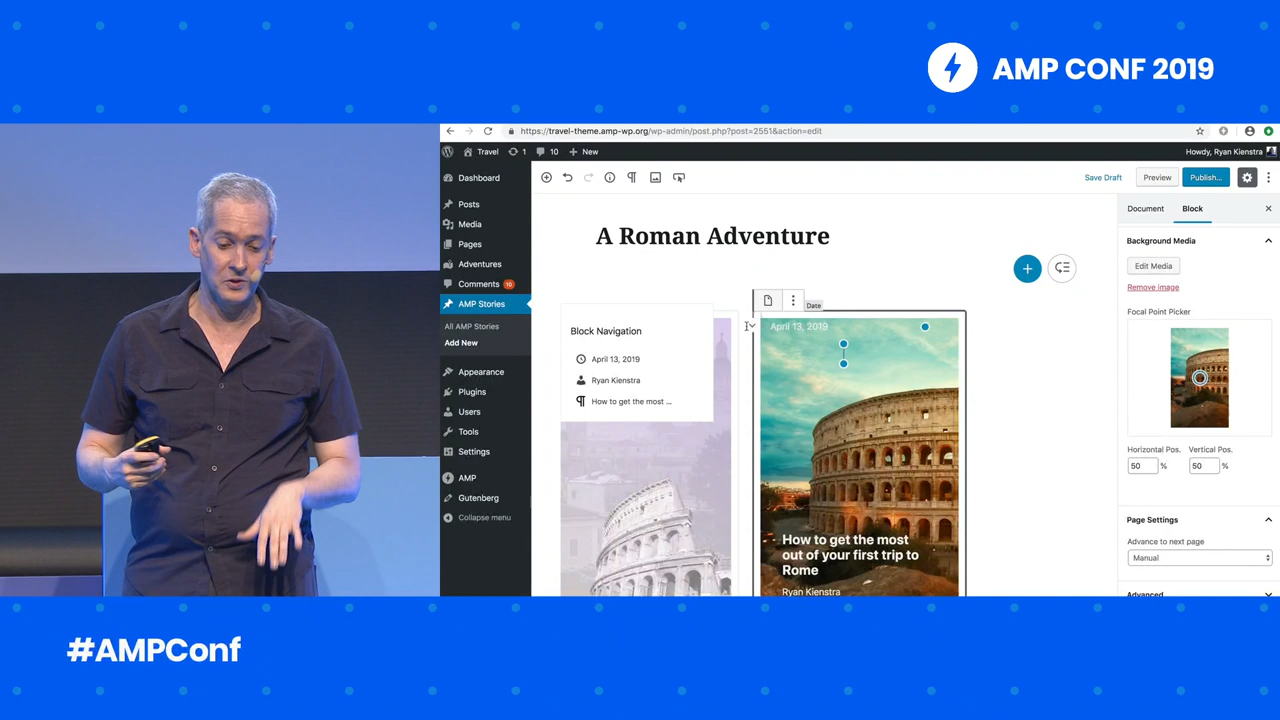 AMP CONF 2019
https://travel-theme.amp-wp.org/wp-admin/post.php?post=2551&action=edit
Travel 1 10 New
Howdy, Ryan Kienstra
Dashboard
Posts
Media
Pages
Adventures
Comments 10
AMP Stories
All AMP Stories
Add New
Appearance
Plugins
Users
Tools
Settings
AMP
Gutenberg
Collapse menu
Save Draft
Preview
Publish...
A Roman Adventure
Block Navigation
April 13, 2019
Ryan Kienstra
How to get the most ...
Date
April 13, 2019
How to get the most
out of your first trip to
Rome
Ryan Kienstra
Document
Block
Background Media
Edit Media
Remove image
Focal Point Picker
Horizontal Pos. Vertical Pos.
50 % 50 %
Page Settings
Advance to next page
Manual
Advanced
#AMPConf